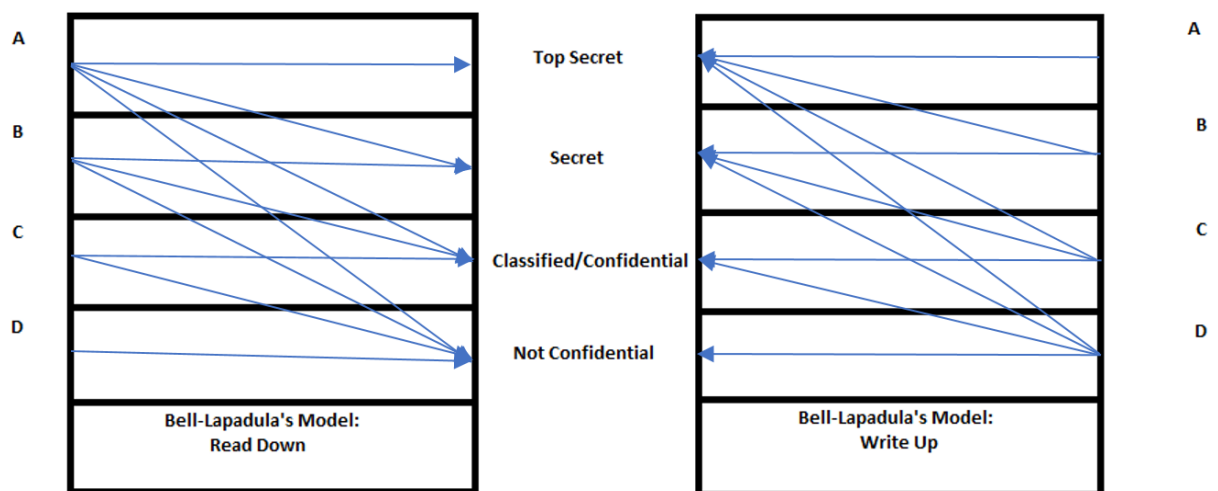 A
Top Secret
A
B
Secret
B
C
Classified/Confidential
C
D
Not Confidential
D
Bell-Lapadula's Model:
Read Down
Bell-Lapadula's Model:
Write Up